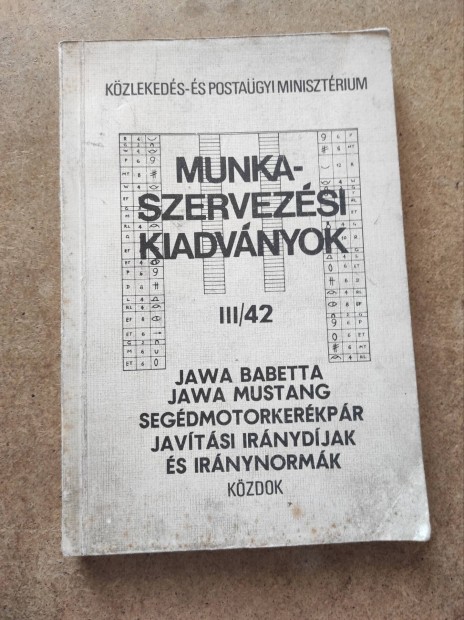 KÖZLEKEDÉS-ÉS POSTAÜGYI MINISZTÉRIUM
MUNKA-
SZERVEZÉSI
KIADVÁNYOK
III/42
JAWA BABETTA
JAWA MUSTANG
SEGÉDMOTORKERÉKPÁR
JAVÍTÁSI IRÁNYDÍJAK
ÉS IRÁNYNORMÁK
KÖZDOK